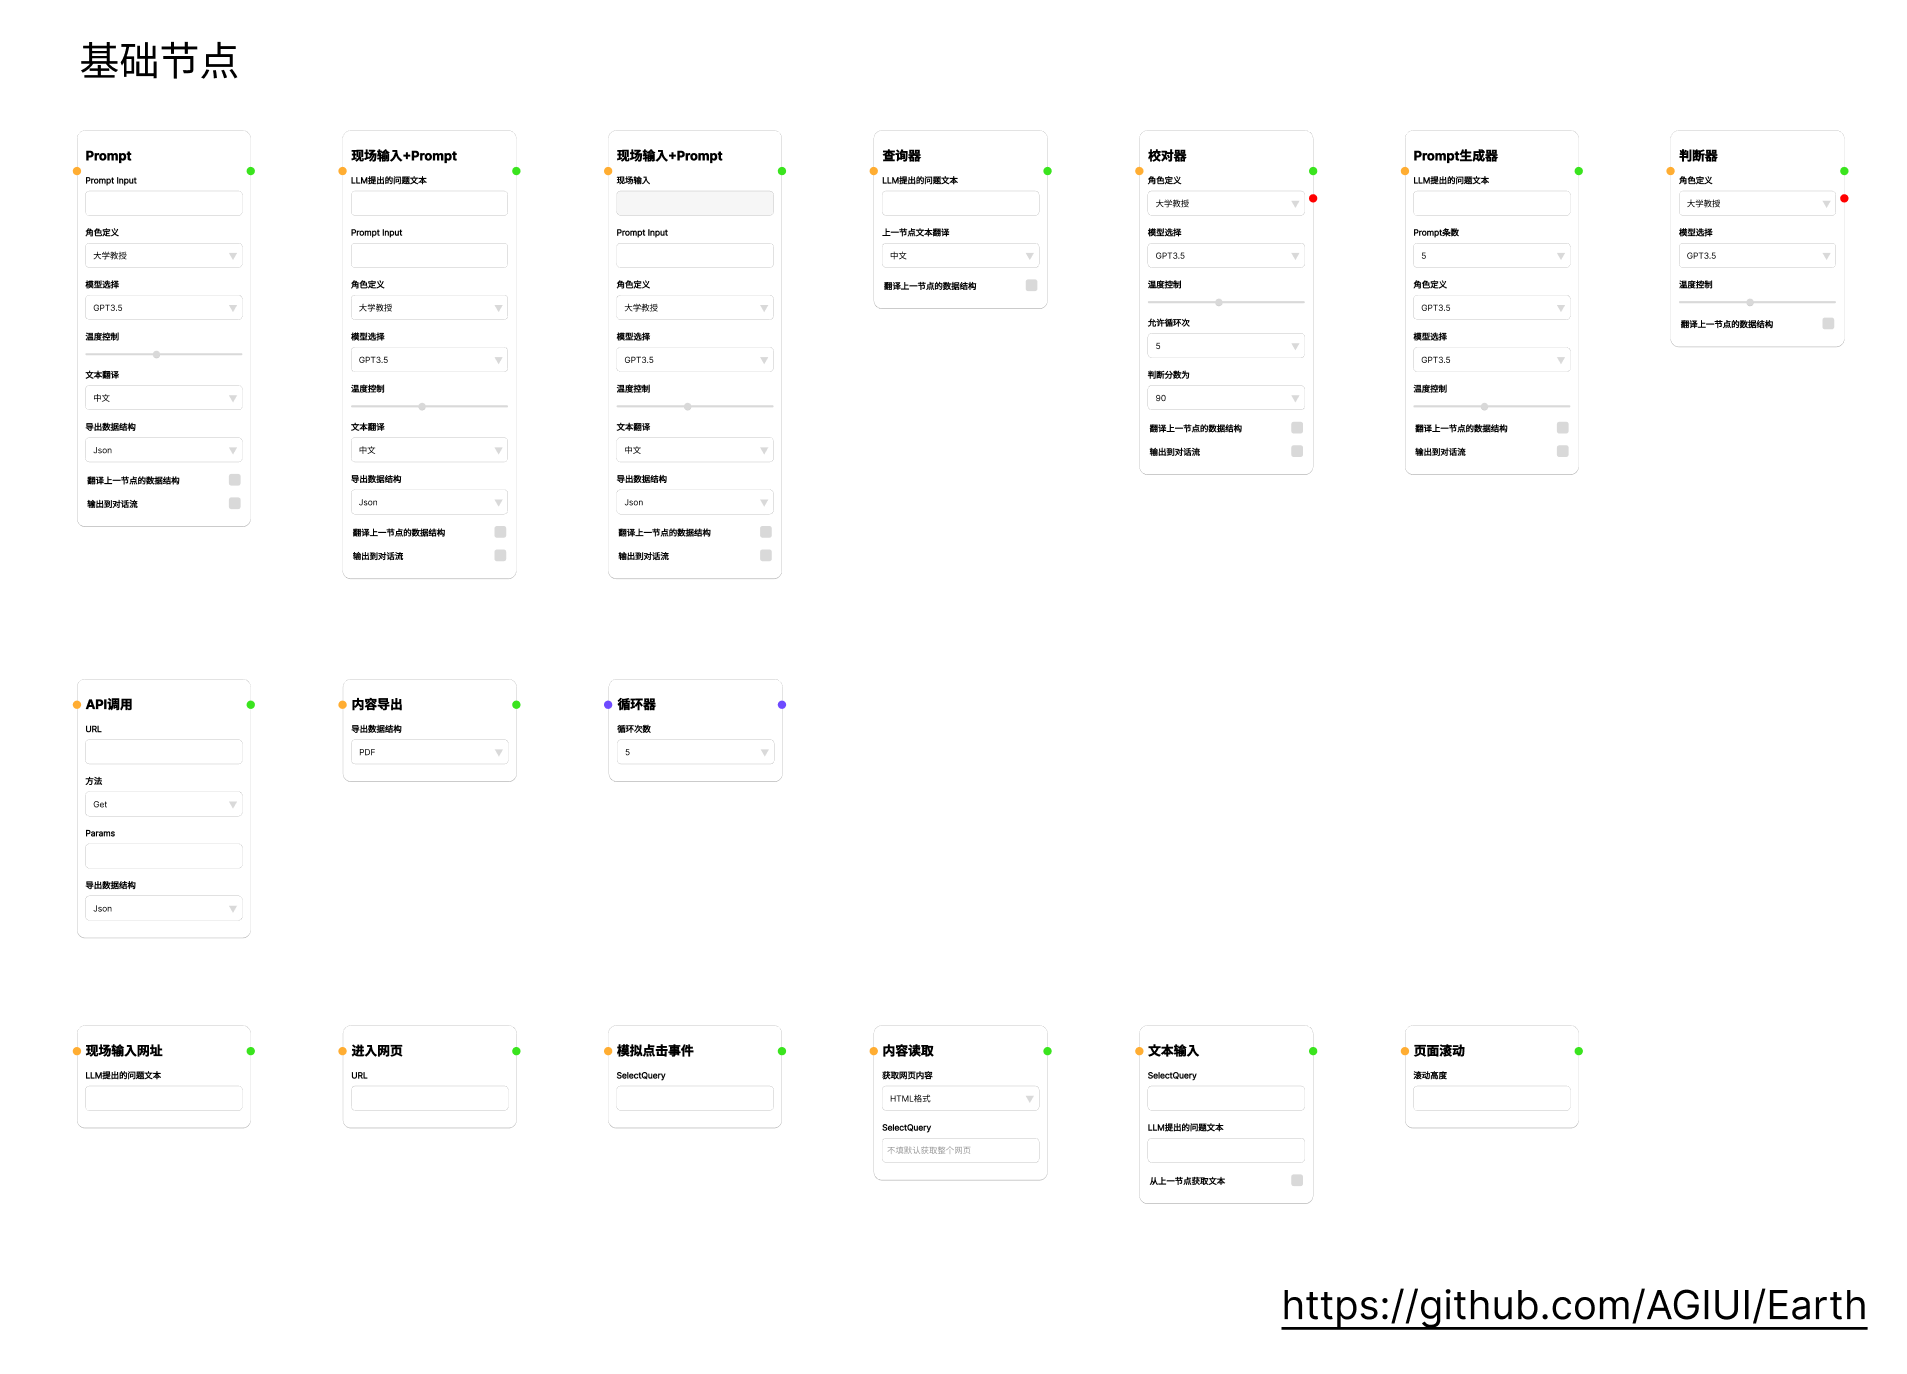 基础节点
Prompt
Prompt Input
角色定义
大学教授
模型选择
GPT3.5
温度控制
文本翻译
中文
导出数据结构
Json
翻译上一节点的数据结构
输出到对话流
现场输入+Prompt
LLM提出的问题文本
Prompt Input
角色定义
大学教授
模型选择
GPT3.5
温度控制
文本翻译
中文
导出数据结构
Json
翻译上一节点的数据结构
输出到对话流
现场输入+Prompt
现场输入
Prompt Input
角色定义
大学教授
模型选择
GPT3.5
温度控制
文本翻译
中文
导出数据结构
Json
翻译上一节点的数据结构
输出到对话流
查询器
LLM提出的问题文本
上一节点文本翻译
中文
翻译上一节点的数据结构
校对器
角色定义
大学教授
模型选择
GPT3.5
温度控制
允许循环次
5
判断分数为
90
翻译上一节点的数据结构
输出到对话流
Prompt生成器
LLM提出的问题文本
Prompt条数
5
角色定义
GPT3.5
模型选择
GPT3.5
温度控制
翻译上一节点的数据结构
输出到对话流
判断器
角色定义
大学教授
模型选择
GPT3.5
温度控制
翻译上一节点的数据结构
API调用
URL
方法
Get
Params
导出数据结构
Json
内容导出
导出数据结构
PDF
循环器
循环次数
5
现场输入网址
LLM提出的问题文本
进入网页
URL
模拟点击事件
SelectQuery
内容读取
获取网页内容
HTML格式
SelectQuery
不填默认获取整个网页
文本输入
SelectQuery
LLM提出的问题文本
从上一节点获取文本
页面滚动
滚动高度
https://github.com/AGIUI/Earth